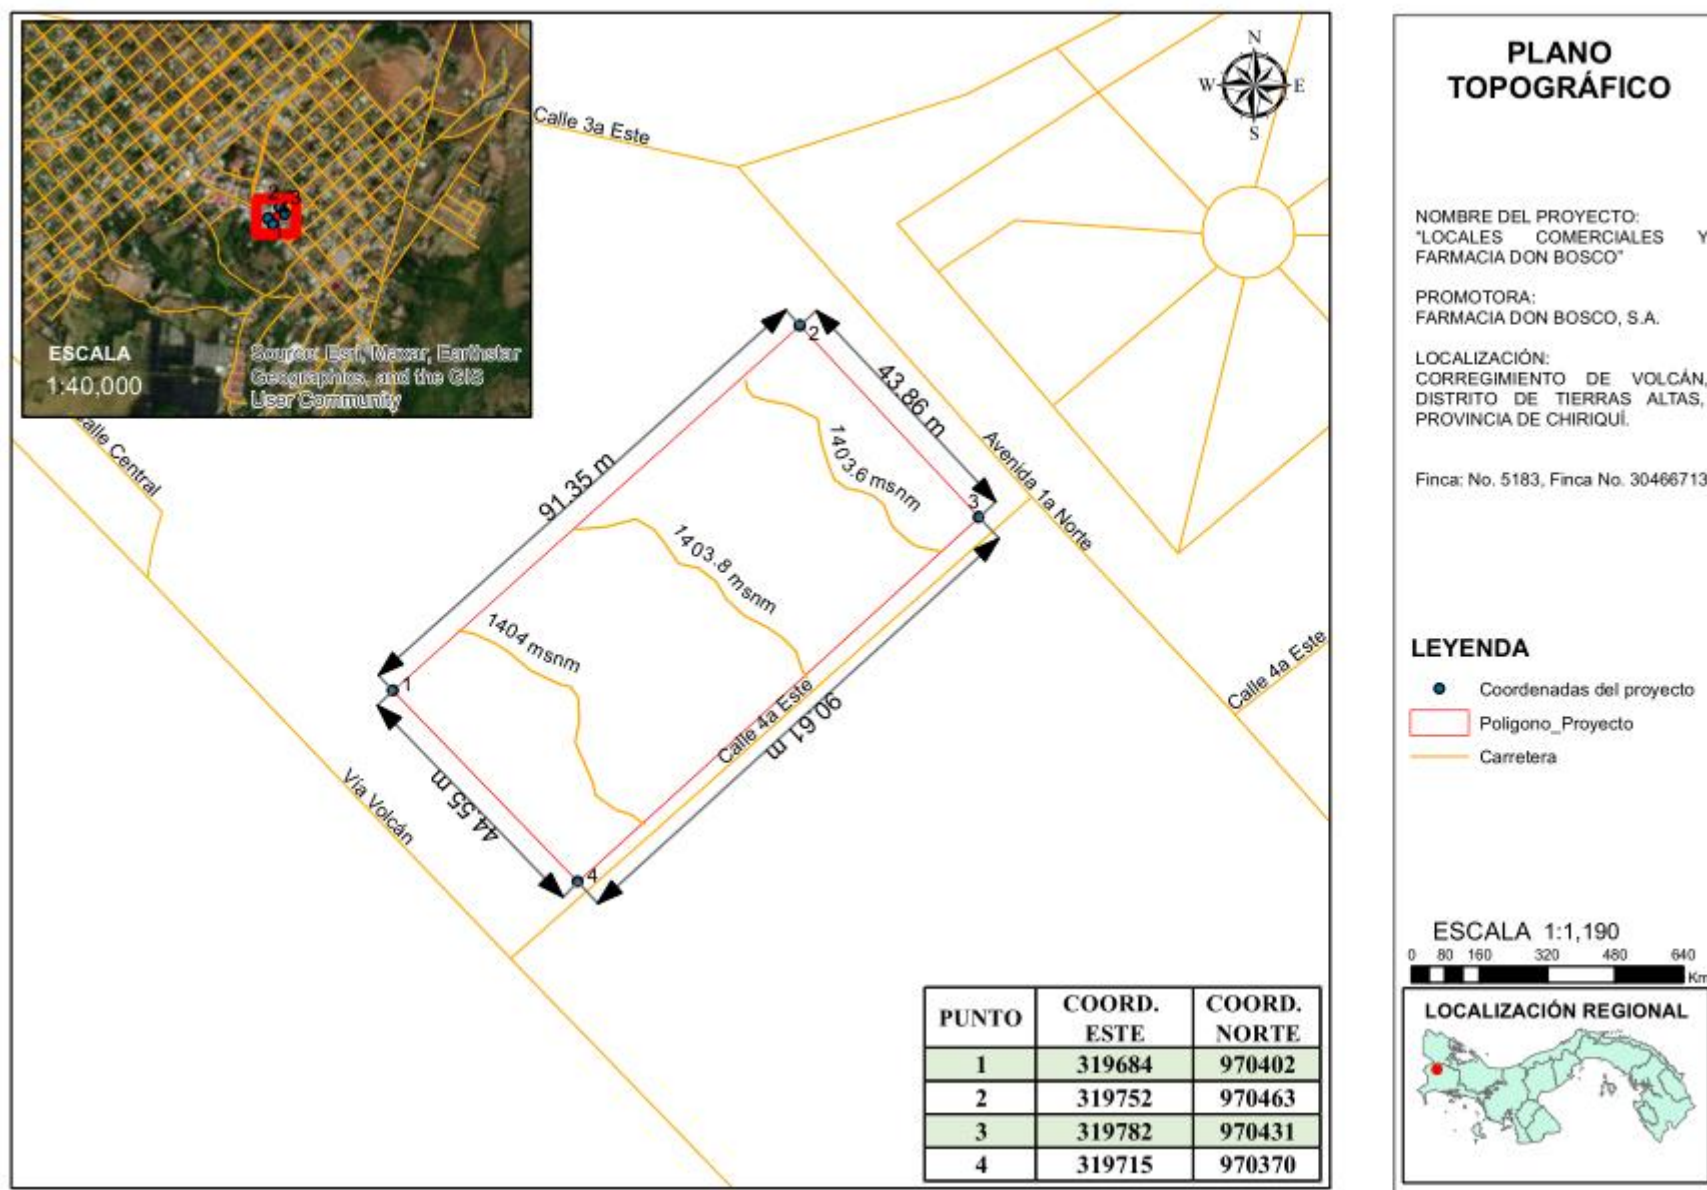 ESCALA
1:40,000
Source: Esri, Maxar, Earthstar
Geographics, and the GIS
User Community
2
3
N
W
E
S
Calle 3a Este
Calle Central
Vía Volcán
Avenida 1a Norte
Calle 4a Este
Calle 4a Este
91.35 m
43.86 m
90.61 m
44.55 m
1
2
3
4
1403.6 msnm
1403.8 msnm
1404 msnm
PUNTO COORD. ESTE COORD. NORTE
1 319684 970402
2 319752 970463
3 319782 970431
4 319715 970370
PLANO
TOPOGRÁFICO
NOMBRE DEL PROYECTO:
"LOCALES COMERCIALES Y
FARMACIA DON BOSCO"
PROMOTORA:
FARMACIA DON BOSCO, S.A.
LOCALIZACIÓN:
CORREGIMIENTO DE VOLCÁN,
DISTRITO DE TIERRAS ALTAS,
PROVINCIA DE CHIRIQUÍ.
Finca: No. 5183, Finca No. 30466713
LEYENDA
Coordenadas del proyecto
Poligono_Proyecto
Carretera
ESCALA 1:1,190
0 80 160 320 480 640
Km
LOCALIZACIÓN REGIONAL